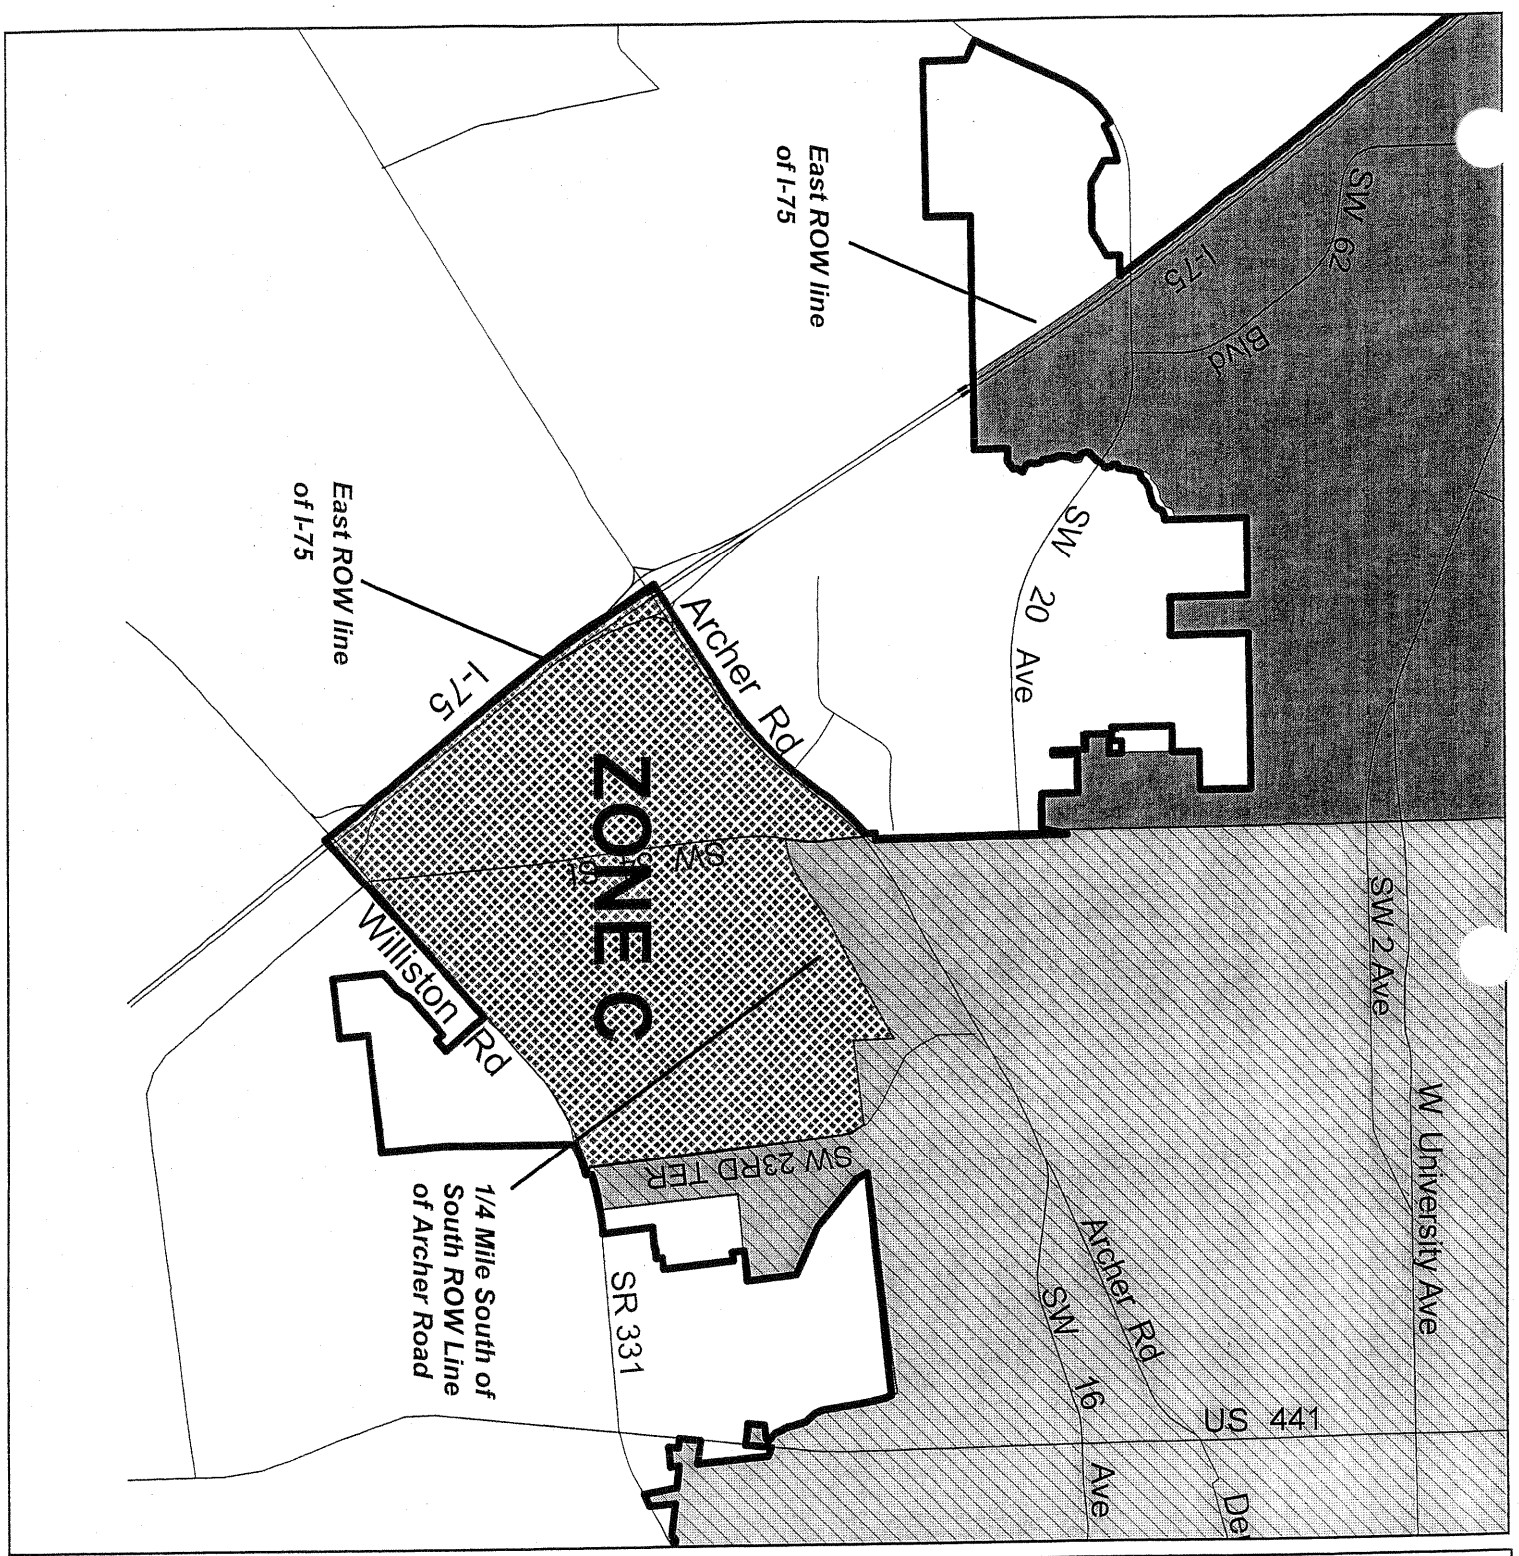 East ROW line
of I-75
SW 62
Blvd
I-75
East ROW line
of I-75
I-75
Archer Rd
SW 20 Ave
ZONE C
SW
St
Williston Rd
SW 2 Ave
W University Ave
SW 23RD TER
1/4 Mile South of
South ROW Line
of Archer Road
SR 331
Archer Rd
SW 16 Ave
US 441